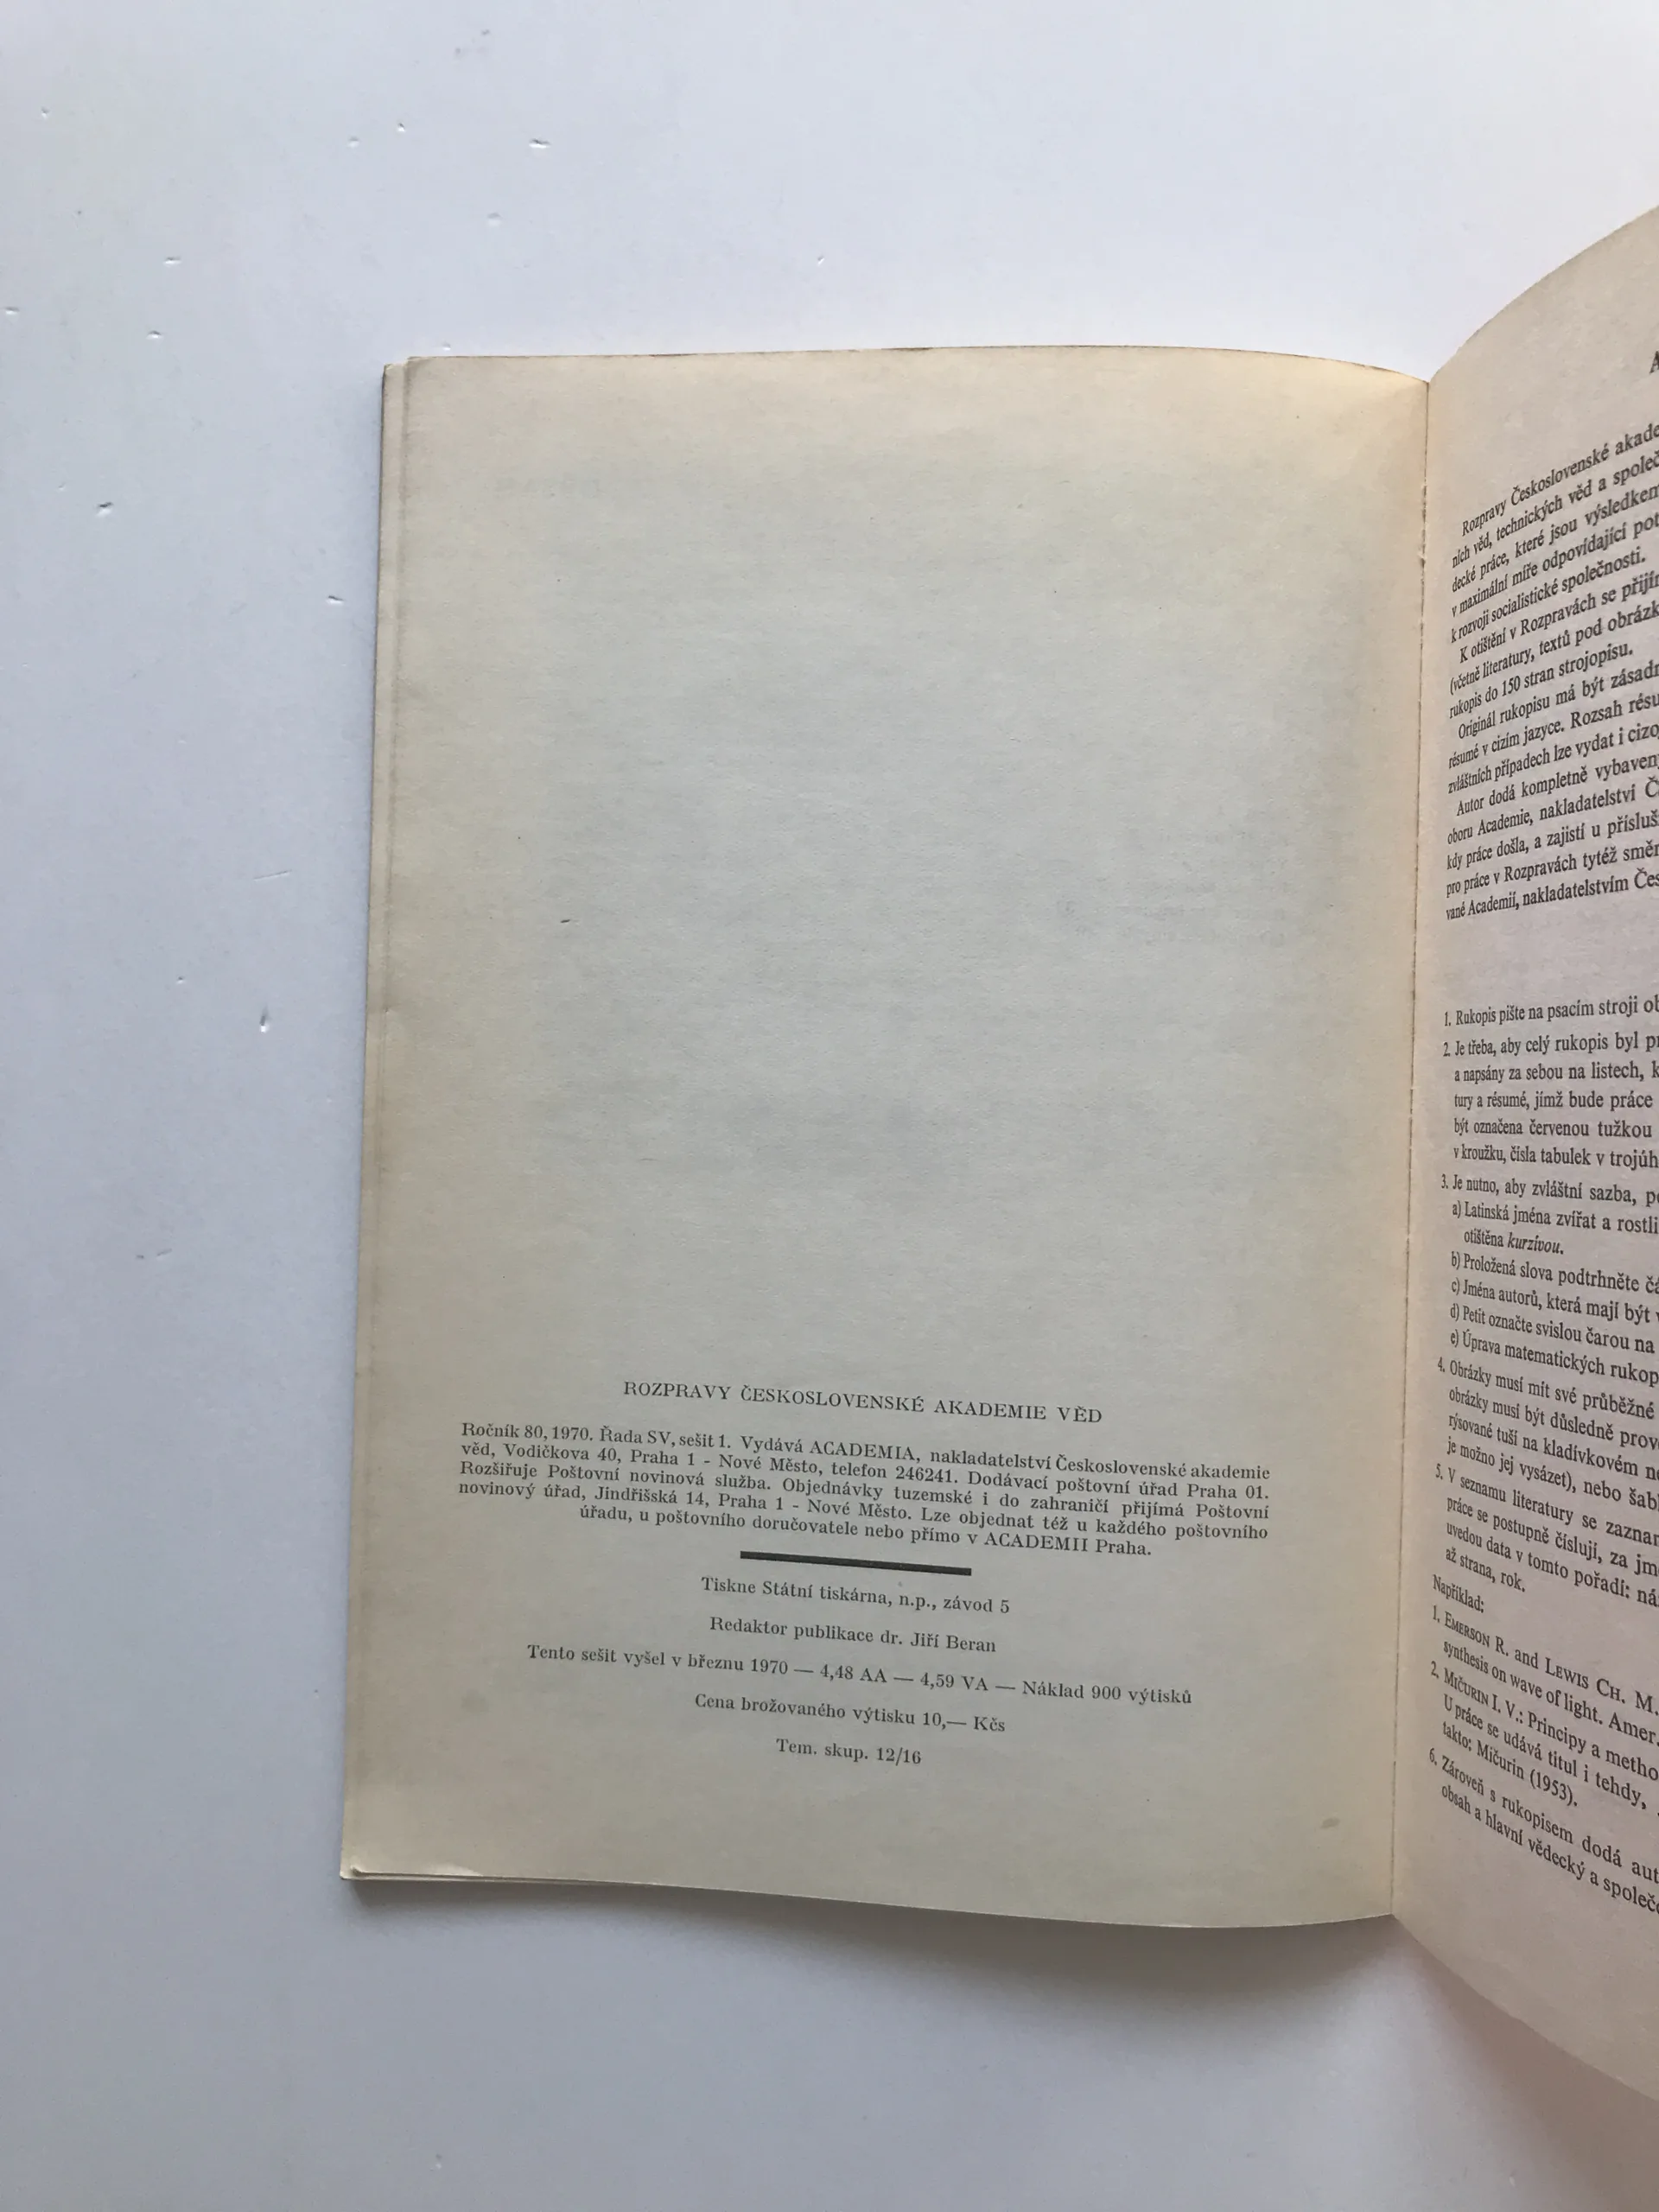 ROZPRAVY ČESKOSLOVENSKÉ AKADEMIE VĚD
Ročník 80, 1970. Řada SV, sešit 1. Vydává ACADEMIA, nakladatelství Československé akademie
věd, Vodičkova 40, Praha 1 - Nové Město, telefon 246241. Dodávací poštovní úřad Praha 01.
Rozšiřuje Poštovní novinová služba. Objednávky tuzemské i do zahraničí přijímá Poštovní
novinový úřad, Jindřišská 14, Praha 1 - Nové Město. Lze objednat též u každého poštovního
úřadu, u poštovního doručovatele nebo přímo v ACADEMII Praha.
Tiskne Státní tiskárna, n.p., závod 5
Redaktor publikace dr. Jiří Beran
Tento sešit vyšel v březnu 1970 — 4,48 AA — 4,59 VA — Náklad 900 výtisků
Cena brožovaného výtisku 10,— Kčs
Tem. skup. 12/16
Rozpravy Československé akade
ních věd, technických věd a společ
decké práce, které jsou výsledkem
v maximální míře odpovídající pot
k rozvoji socialistické společnosti.
K otištění v Rozpravách se přijím
(včetně literatury, textů pod obrázk
rukopis do 150 stran strojopisu.
Originál rukopisu má být zásadn
résumé v cizím jazyce. Rozsah résu
zvláštních případech lze vydat i cizo
Autor dodá kompletně vybaven
oboru Academie, nakladatelství Č
kdy práce došla, a zajistí u přísluš
pro práce v Rozpravách tytéž směr
vané Academií, nakladatelstvím Čes
1. Rukopis pište na psacím stroji ob
2. Je třeba, aby celý rukopis byl p
a napsány za sebou na listech, k
tury a résumé, jímž bude práce
být označena červenou tužkou
v kroužku, čísla tabulek v trojúh
3. Je nutno, aby zvláštní sazba, p
a) Latinská jména zvířat a rostli
otištěna kurzívou.
b) Proložená slova podtrhněte čá
c) Jména autorů, která mají být v
d) Petit označte svislou čarou na
e) Úprava matematických rukop
4. Obrázky musí mít své průběžné
obrázky musí být důsledně prov
rýsované tuší na kladívkovém n
je možno jej vysázet), nebo šabl
5. V seznamu literatury se zaznam
práce se postupně číslují, za jm
uvedou data v tomto pořadí: ná
až strana, rok.
Například:
1. EMERSON R. and LEWIS CH. M.
synthesis on wave of light. Amer.
2. MIČURIN I. V.: Principy a metho
U práce se udává titul i tehdy,
takto: Mičurin (1953).
6. Zároveň s rukopisem dodá aut
obsah a hlavní vědecký a společ